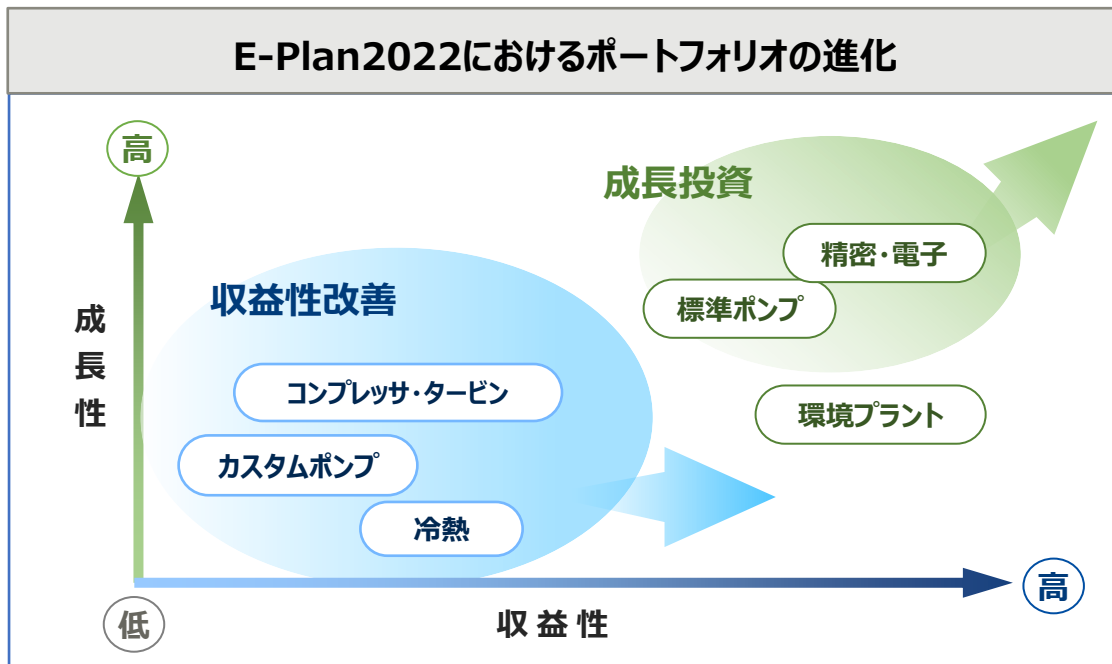 E-Plan2022におけるポートフォリオの進化
高
成長投資
精密・電子
標準ポンプ
収益性改善
成長性
コンプレッサ・タービン
環境プラント
カスタムポンプ
冷熱
高
低
収益性